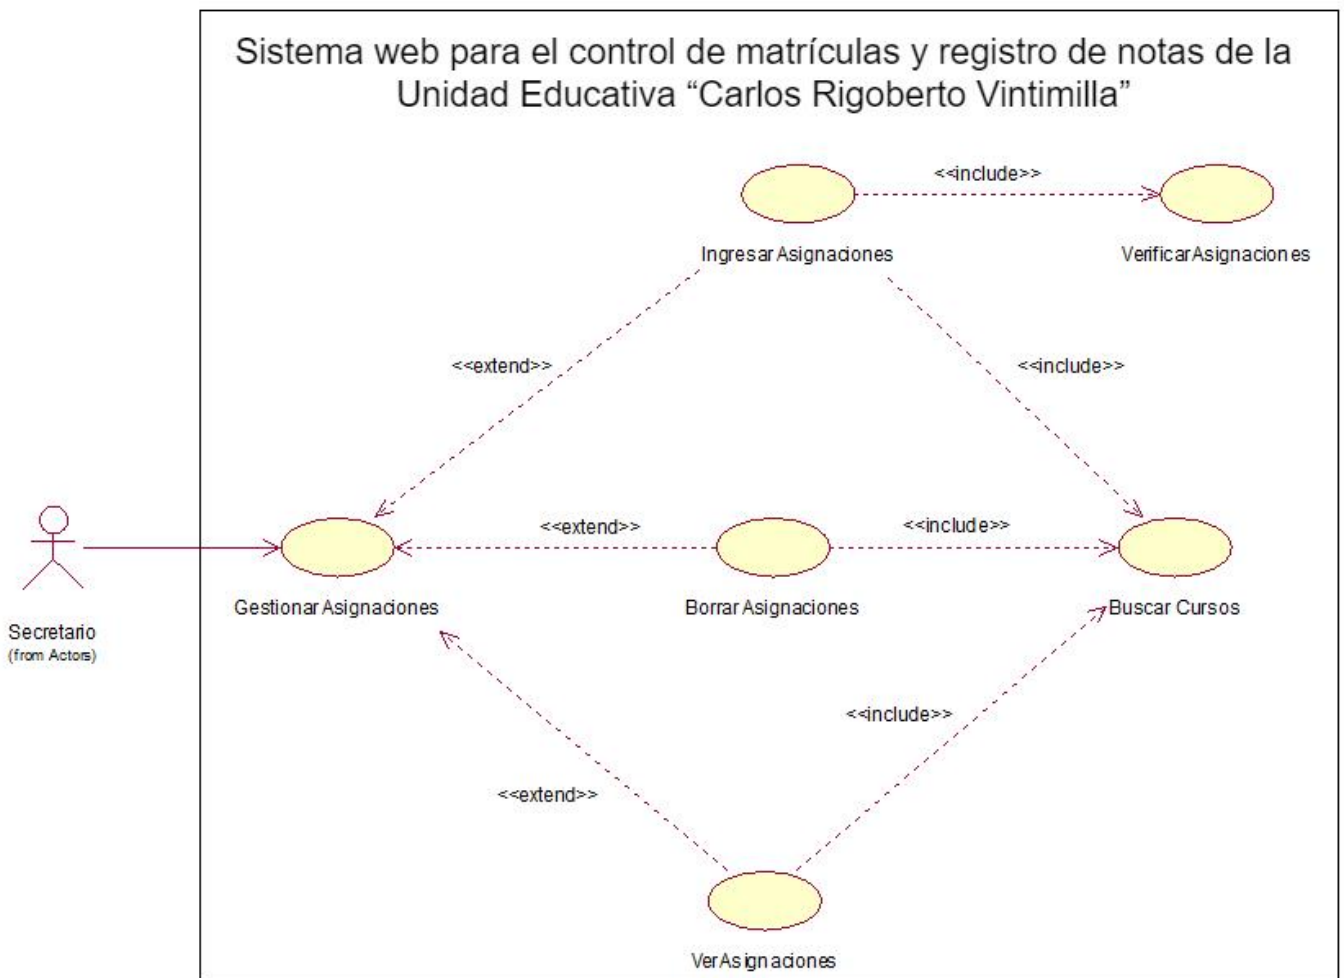 Sistema web para el control de matrículas y registro de notas de la
Unidad Educativa “Carlos Rigoberto Vintimilla”
<<include>>
Ingresar Asignaciones
Verificar Asignaciones
<<extend>>
<<include>>
<<extend>>
<<include>>
Gestionar Asignaciones
Borrar Asignaciones
Buscar Cursos
Secretario
(from Actors)
<<include>>
<<extend>>
Ver Asignaciones